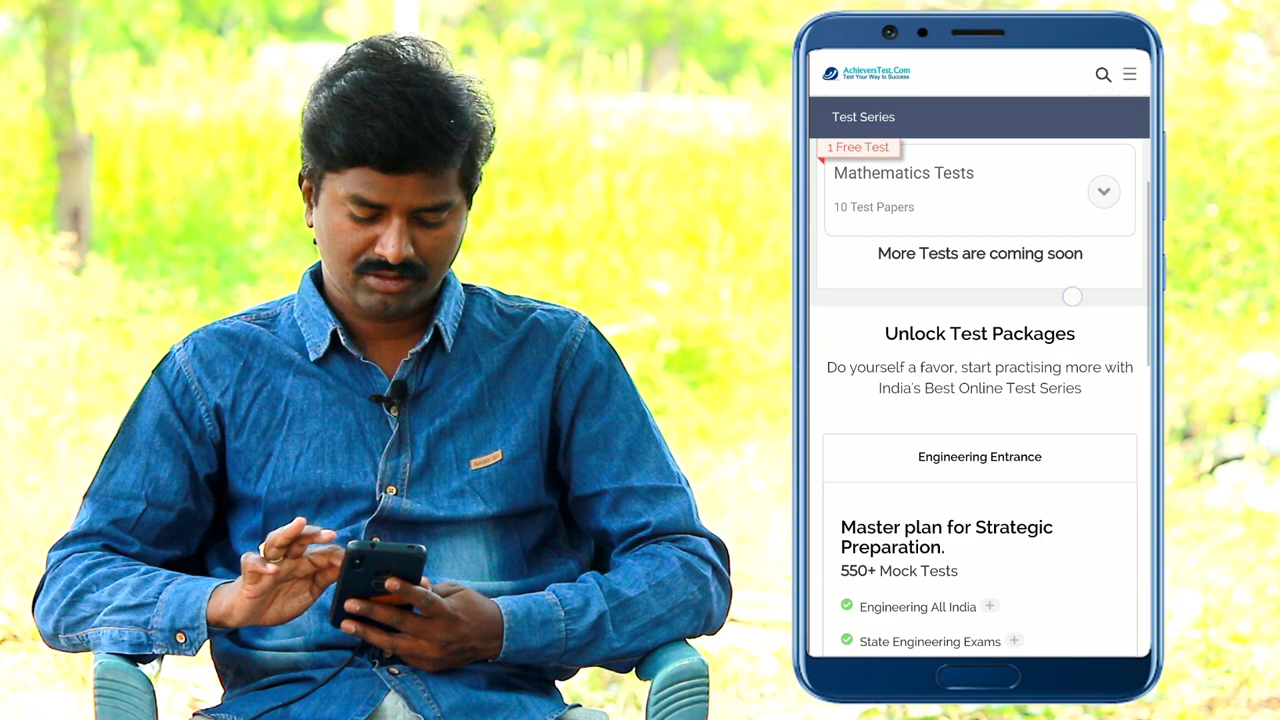 AchieversTest.Com
Test Your Way to Success
Test Series
1 Free Test
Mathematics Tests
10 Test Papers
More Tests are coming soon
Unlock Test Packages
Do yourself a favor, start practising more with
India's Best Online Test Series
Engineering Entrance
Master plan for Strategic
Preparation.
550+ Mock Tests
Engineering All India +
State Engineering Exams +